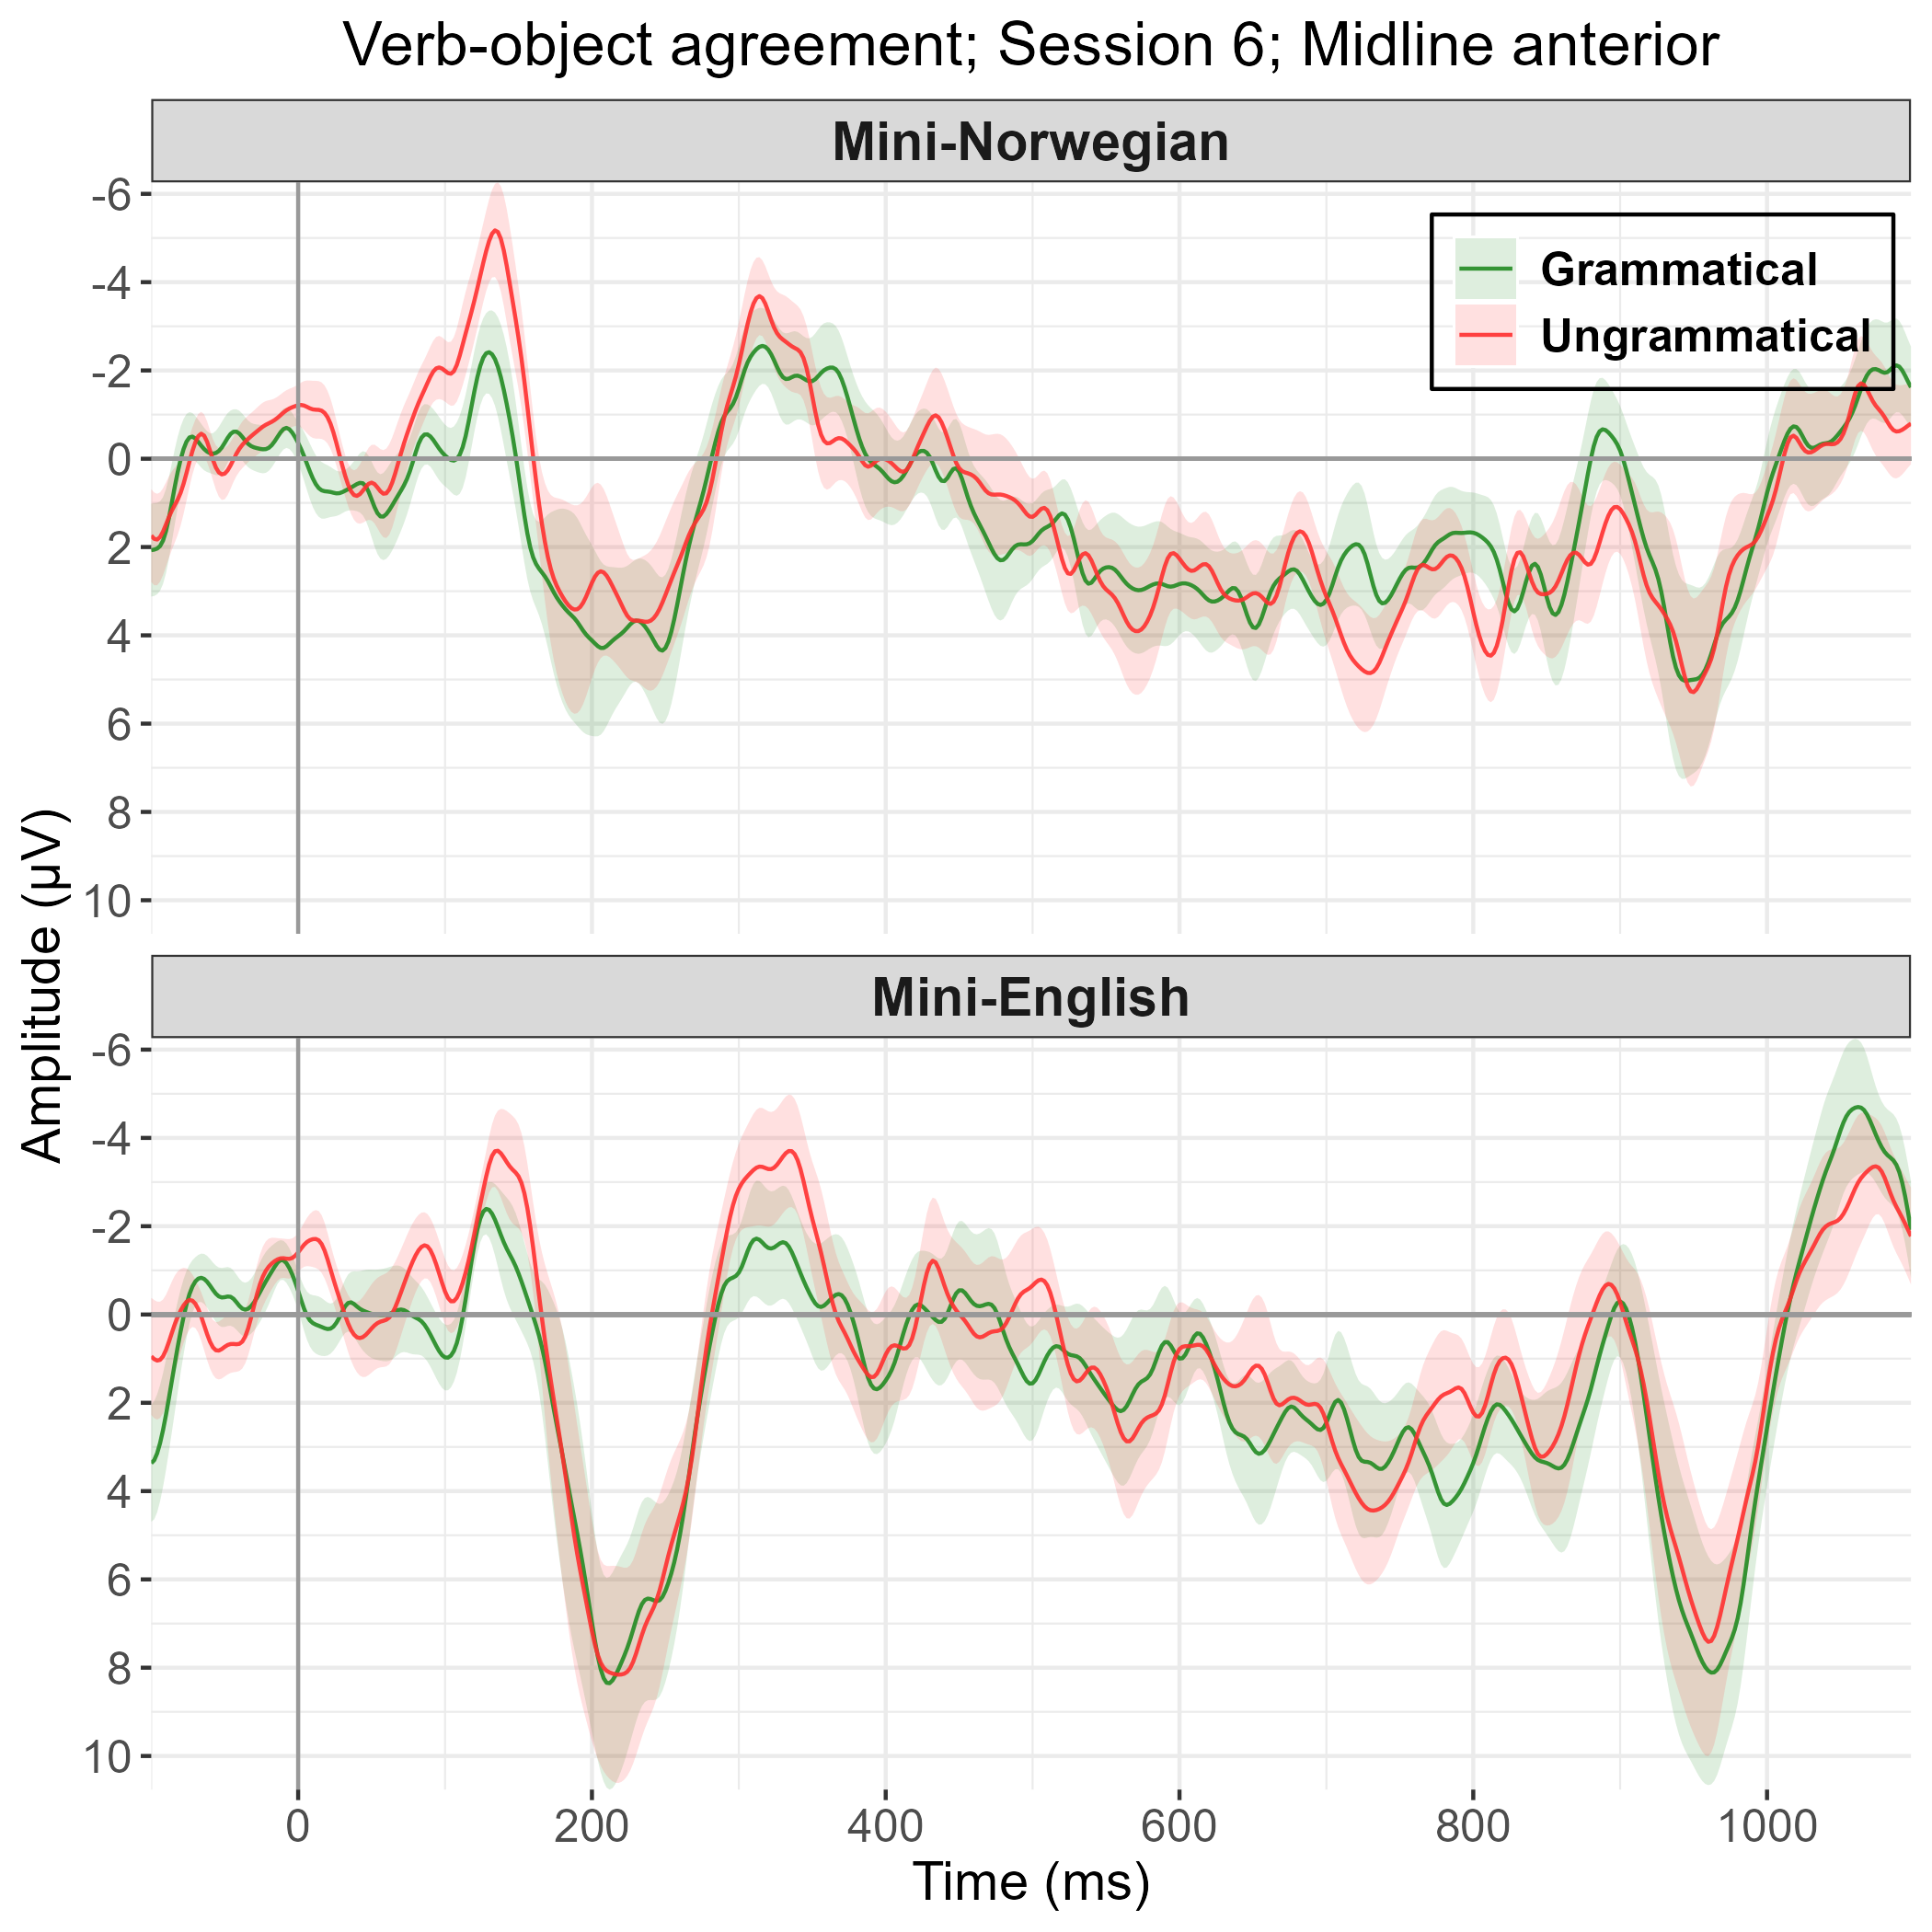 Verb-object agreement; Session 6; Midline anterior
Mini-Norwegian
-6
-4
-2
0
2
4
6
8
10
Grammatical
Ungrammatical
Amplitude (µV)
Mini-English
-6
-4
-2
0
2
4
6
8
10
0 200 400 600 800 1000
Time (ms)